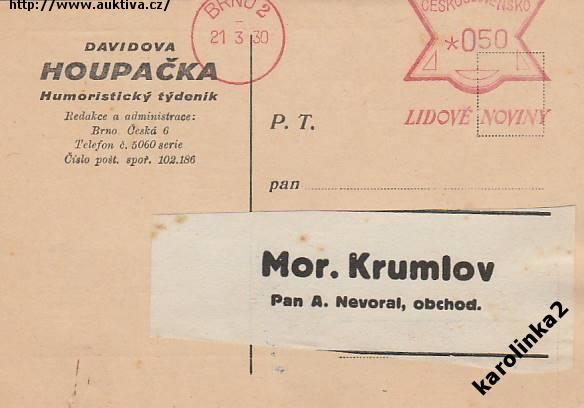 http://www.auktiva.cz/
BRNO 2
21 3 30
ČESKOSLOVENSKO
*050
LIDOVÉ NOVINY
DAVIDOVA
HOUPAČKA
Humoristický týdeník
Redakce a administrace:
Brno, Česká 6
Telefon č. 5060 serie
Číslo pošt. spoř. 102.186
P. T.
pan
Mor. Krumlov
Pan A. Nevoral, obchod.
karolinka2